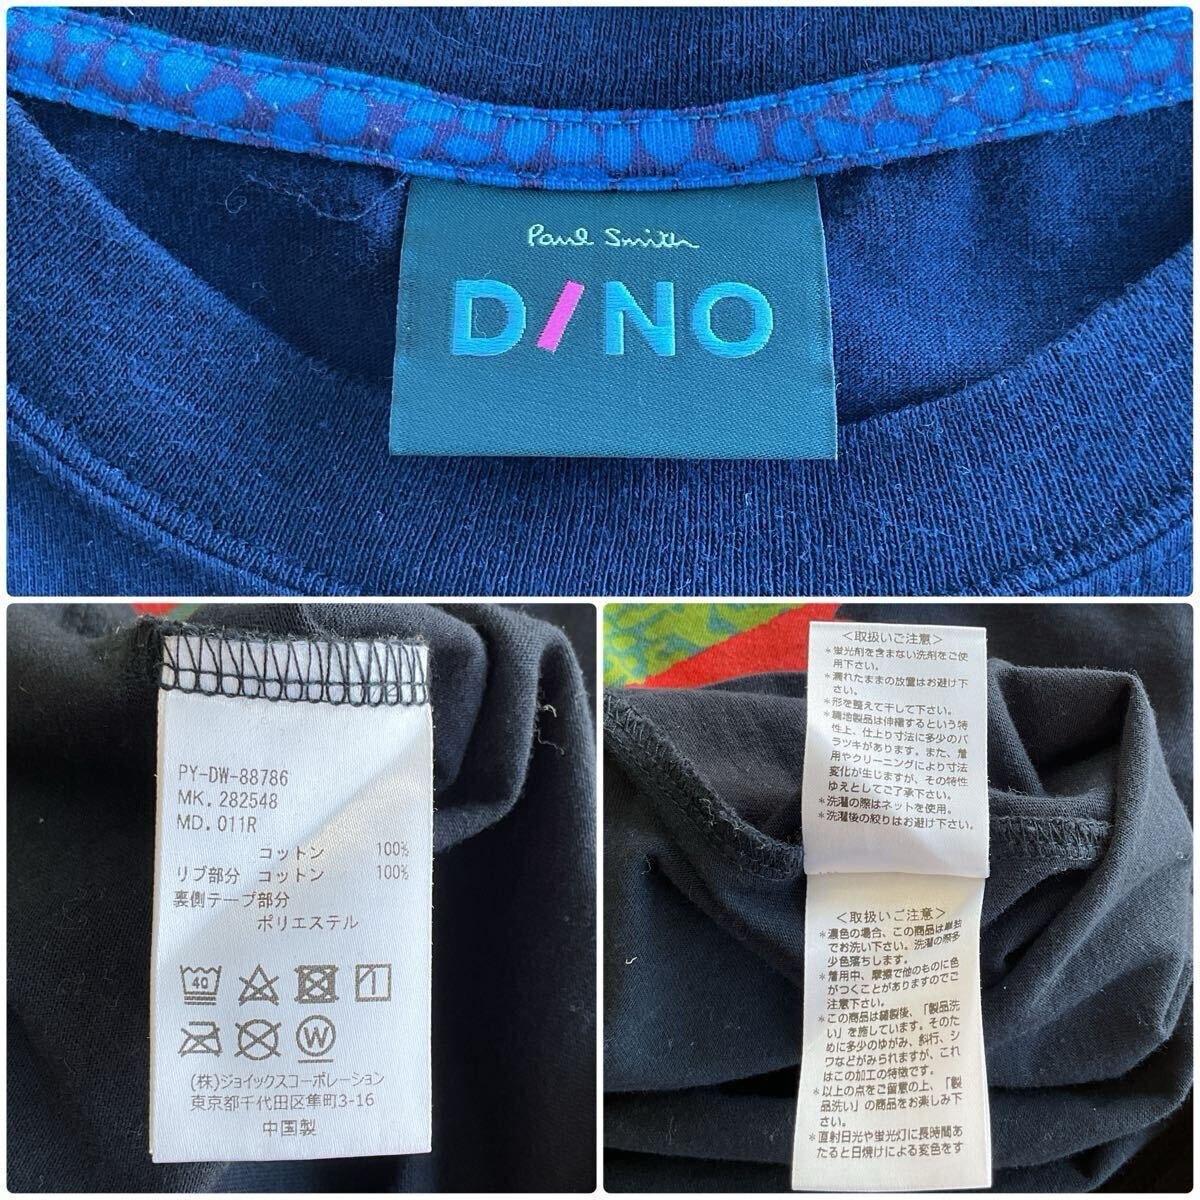 Paul Smith
D/NO
PY-DW-88786
MK. 282548
MD. 011R
コットン 100%
リブ部分 コットン 100%
裏側テープ部分
ポリエステル
40
W
(株)ジョイックスコーポレーション
東京都千代田区隼町3-16
中国製
<取扱いご注意>
*蛍光剤を含まない洗剤をご使
用下さい。
*濡れたままの放置はお避け下
さい。
*形を整えて干して下さい。
*編地製品は伸縮するという特
性上、仕上り寸法に多少のバ
ラツキがあります。また、着
用やクリーニングにより寸法
変化が生じますが、その特性
ゆえとしてご了承下さい。
*洗濯の際はネットを使用。
*洗濯後の絞りはお避け下さい。
<取扱いご注意>
*濃色の場合、この商品は単独
でお洗い下さい。洗濯の際多
少色落ちします。
*着用中、摩擦で他のものに色
がつくことがありますのでご
注意下さい。
*この商品は縫製後、「製品洗
い」を施しています。そのた
めに多少のゆがみ、斜行、シ
ワなどがみられますが、これ
はこの加工の特徴です。
*以上の点をご留意の上、「製
品洗い」の商品をお楽しみ下
さい。
*直射日光や蛍光灯に長時間あ
たると日焼けによる変色をす